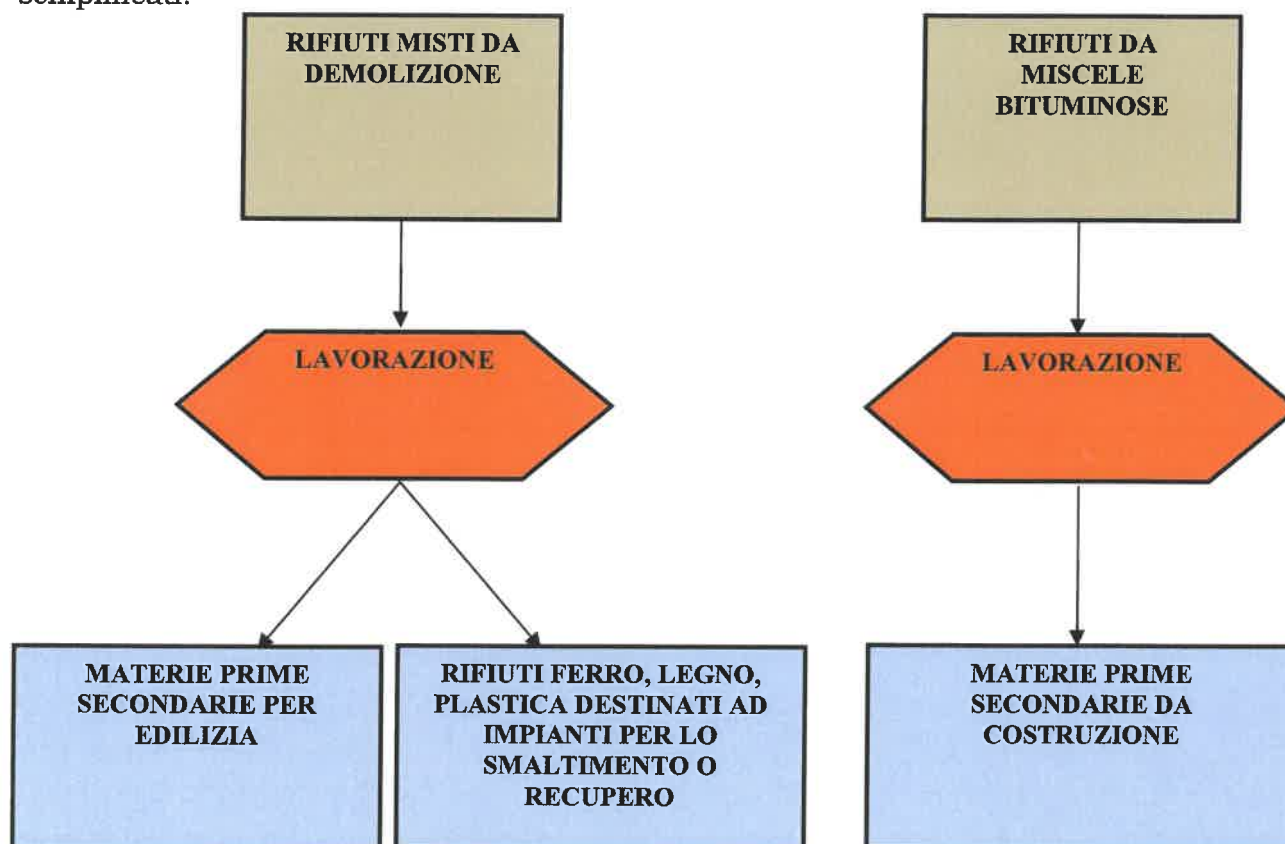 semplificati.
RIFIUTI MISTI DA
DEMOLIZIONE
RIFIUTI DA
MISCELE
BITUMINOSE
LAVORAZIONE
LAVORAZIONE
MATERIE PRIME
SECONDARIE PER
EDILIZIA
RIFIUTI FERRO, LEGNO,
PLASTICA DESTINATI AD
IMPIANTI PER LO
SMALTIMENTO O
RECUPERO
MATERIE PRIME
SECONDARIE DA
COSTRUZIONE